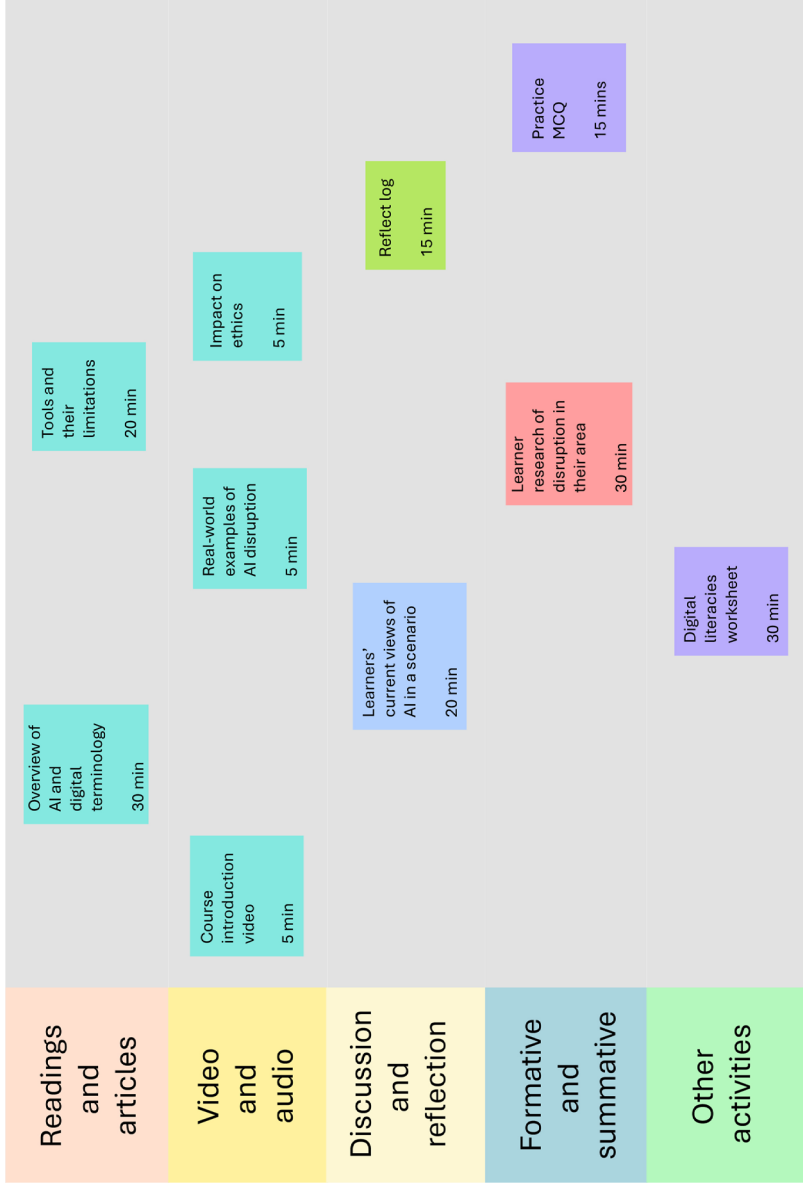 Readings
and
articles
Overview of
AI and
digital
terminology
30 min
Tools and
their
limitations
20 min
Video
and
audio
Course
introduction
video
5 min
Real-world
examples of
AI disruption
5 min
Impact on
ethics
5 min
Discussion
and
reflection
Learners’
current views of
AI in a scenario
20 min
Reflect log
15 min
Formative
and
summative
Learner
research of
disruption in
their area
30 min
Practice
MCQ
15 mins
Other
activities
Digital
literacies
worksheet
30 min